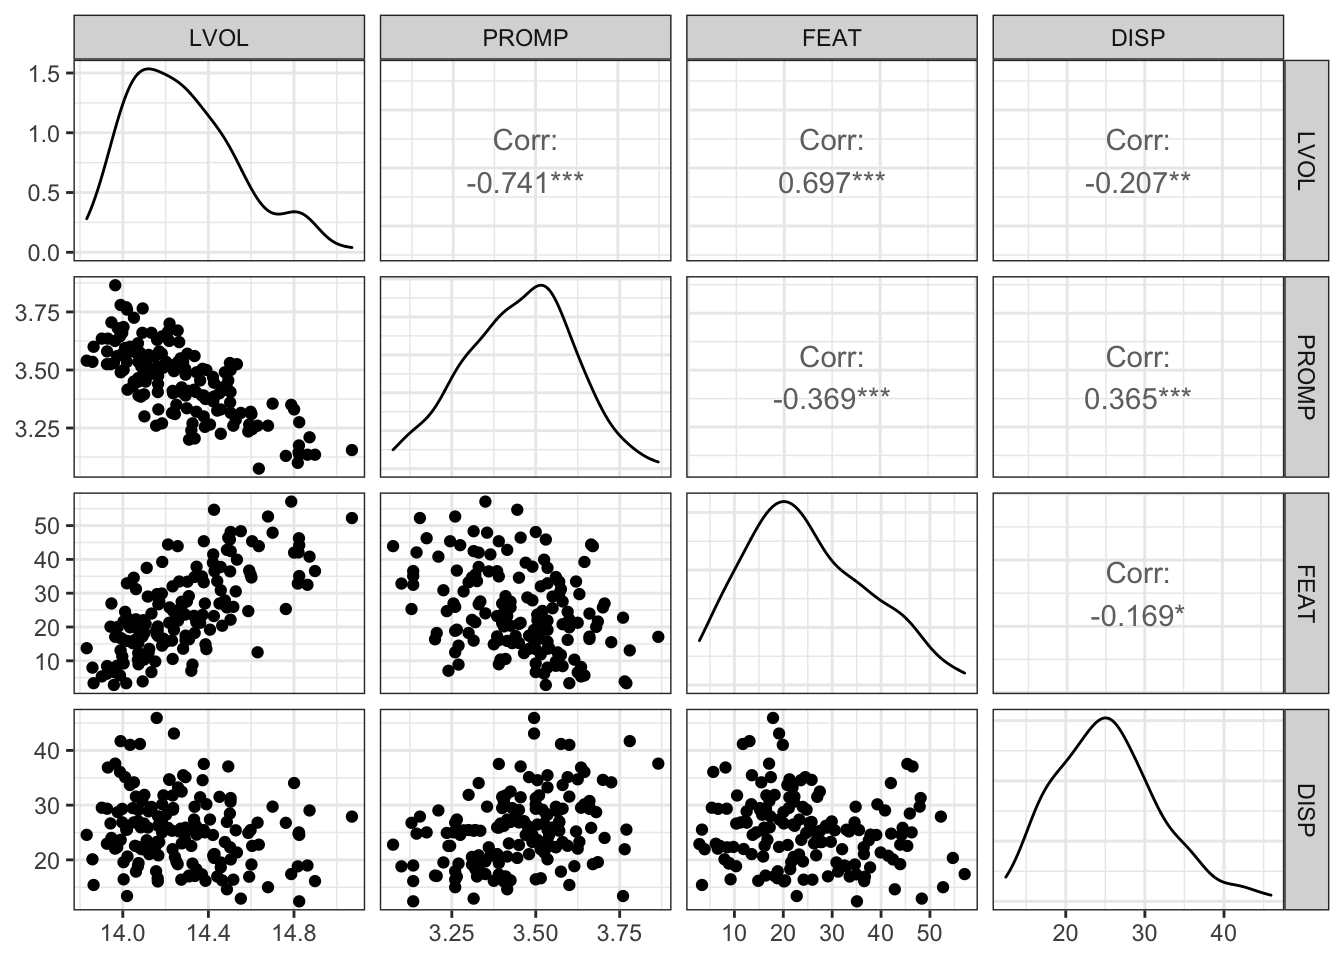 LVOL PROMP FEAT DISP
1.5
1.0
0.5
0.0
Corr:
-0.741***
Corr:
0.697***
Corr:
-0.207**
LVOL
3.75
3.50
3.25
Corr:
-0.369***
Corr:
0.365***
PROMP
50
40
30
20
10
Corr:
-0.169*
FEAT
40
30
20
DISP
14.0 14.4 14.8 3.25 3.50 3.75 10 20 30 40 50 20 30 40